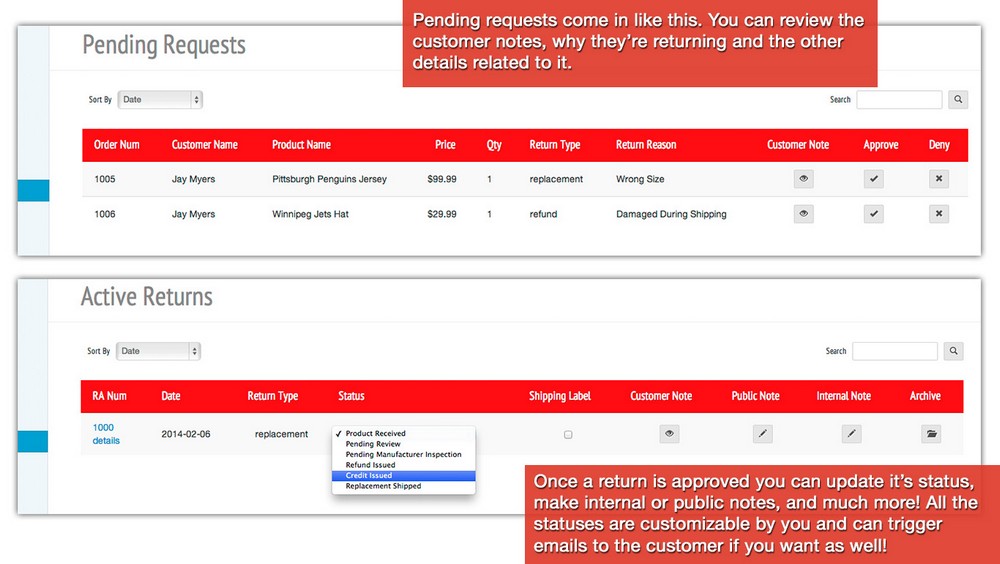 Pending requests come in like this. You can review the
customer notes, why they're returning and the other
details related to it.
Pending Requests
Sort By Date Search
Order Num Customer Name Product Name Price Qty Return Type Return Reason Customer Note Approve Deny
1005 Jay Myers Pittsburgh Penguins Jersey $99.99 1 replacement Wrong Size
1006 Jay Myers Winnipeg Jets Hat $29.99 1 refund Damaged During Shipping
Active Returns
Sort By Date Search
RA Num Date Return Type Status Shipping Label Customer Note Public Note Internal Note Archive
1000
details
2014-02-06 replacement
✓ Product Received
Pending Review
Pending Manufacturer Inspection
Refund Issued
Credit Issued
Replacement Shipped
Once a return is approved you can update it's status,
make internal or public notes, and much more! All the
statuses are customizable by you and can trigger
emails to the customer if you want as well!